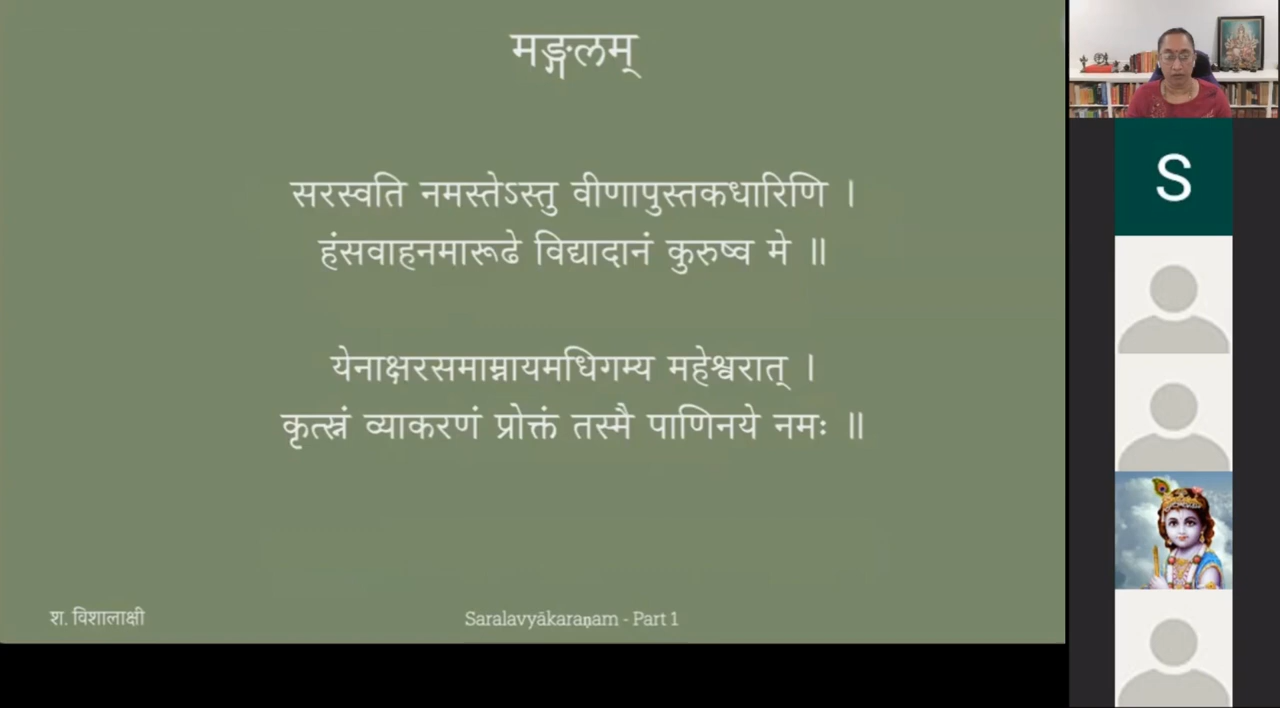 मङ्गलम्
सरस्वति नमस्तेऽस्तु वीणापुस्तकधारिणि ।
हंसवाहनमारूढे विद्यादानं कुरुष्व मे ॥
येनाक्षरसमाम्नायमधिगम्य महेश्वरात् ।
कृत्स्नं व्याकरणं प्रोक्तं तस्मै पाणिनये नमः ॥
श. विशालाक्षी
Saralavyākaraṇam - Part 1
S